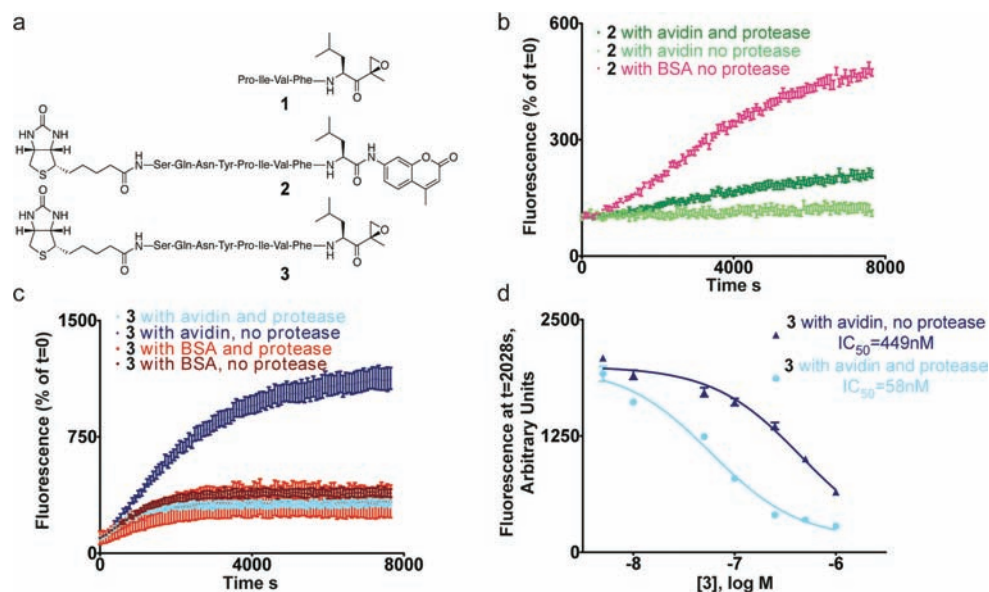 a
Pro-Ile-Val-Phe
N
H
O
O
1
O
HN
NH
H
H
S
O
H
N
Ser-Gln-Asn-Tyr-Pro-Ile-Val-Phe
N
H
O
H
N
O
O
2
O
HN
NH
H
H
S
O
H
N
Ser-Gln-Asn-Tyr-Pro-Ile-Val-Phe
N
H
O
O
3
b
Fluorescence (% of t=0)
600
300
0
2 with avidin and protease
2 with avidin no protease
2 with BSA no protease
0
4000
8000
Time s
c
Fluorescence (% of t=0)
1500
750
0
3 with avidin and protease
3 with avidin, no protease
3 with BSA and protease
3 with BSA, no protease
0
4000
8000
Time s
d
Fluorescence at t=2028s,
Arbitrary Units
2500
1250
0
3 with avidin, no protease
IC50=449nM
3 with avidin and protease
IC50=58nM
-8
-7
-6
[3], log M